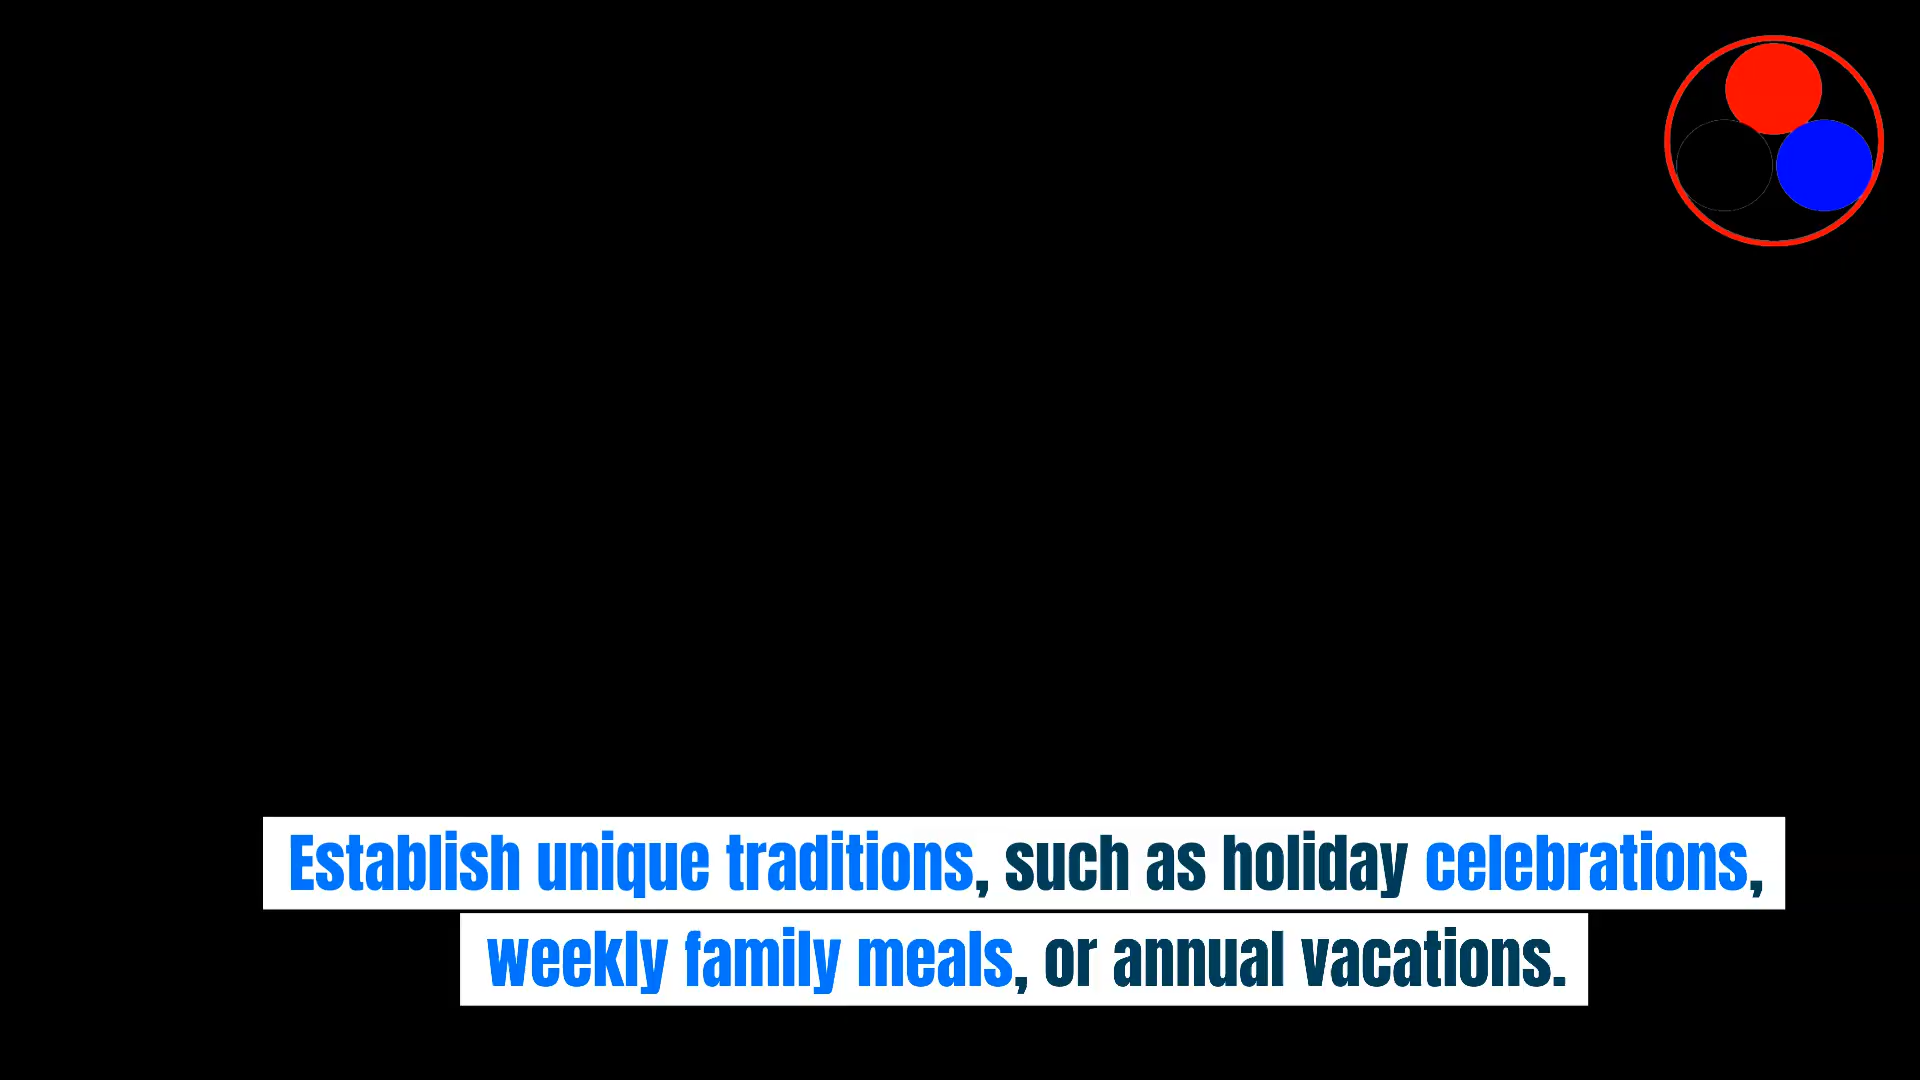 Establish unique traditions, such as holiday celebrations,
weekly family meals, or annual vacations.